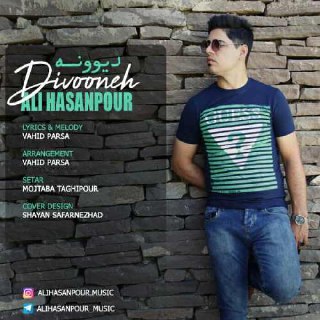 دیوونه
Divooneh
ALI HASANPOUR
LYRICS & MELODY
VAHID PARSA
ARRANGEMENT
VAHID PARSA
SETAR
MOJTABA TAGHIPOUR
COVER DESIGN
SHAYAN SAFARNEZHAD
ALIHASANPOUR.MUSIC
ALIHASANPOUR_MUSIC
GUESS